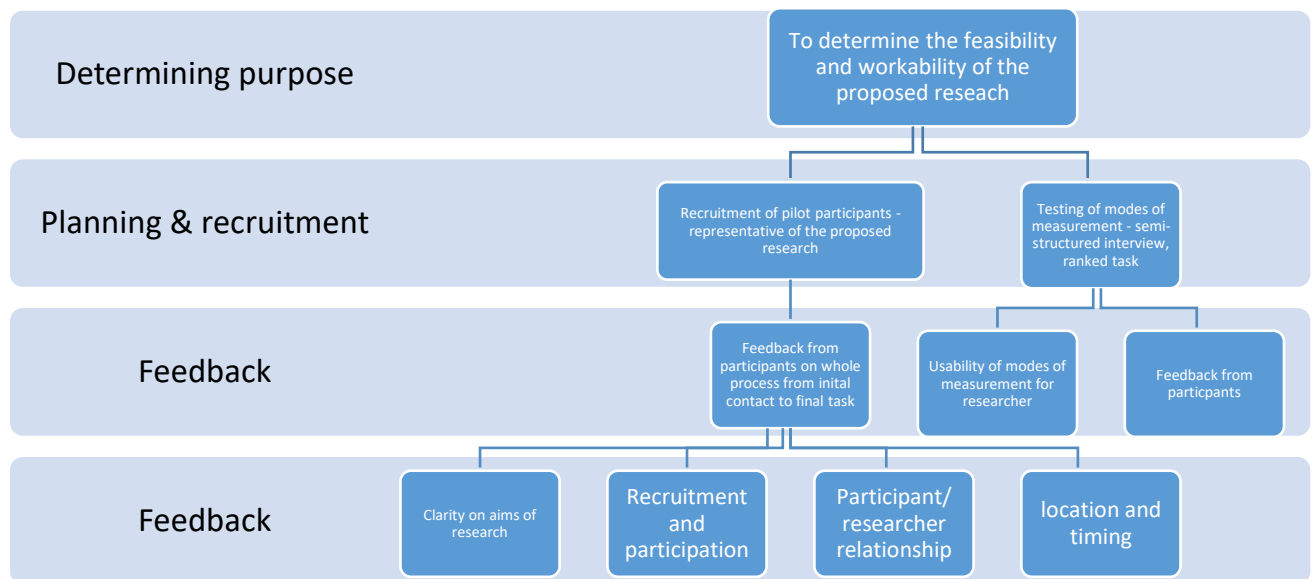 Determining purpose
To determine the feasibility
and workability of the
proposed reseach
Planning & recruitment
Recruitment of pilot participants -
representative of the proposed
research
Testing of modes of
measurement - semi-
structured interview,
ranked task
Feedback
Feedback from
participants on whole
process from inital
contact to final task
Usability of modes of
measurement for
researcher
Feedback from
particpants
Feedback
Clarity on aims of
research
Recruitment
and
participation
Participant/
researcher
relationship
location and
timing